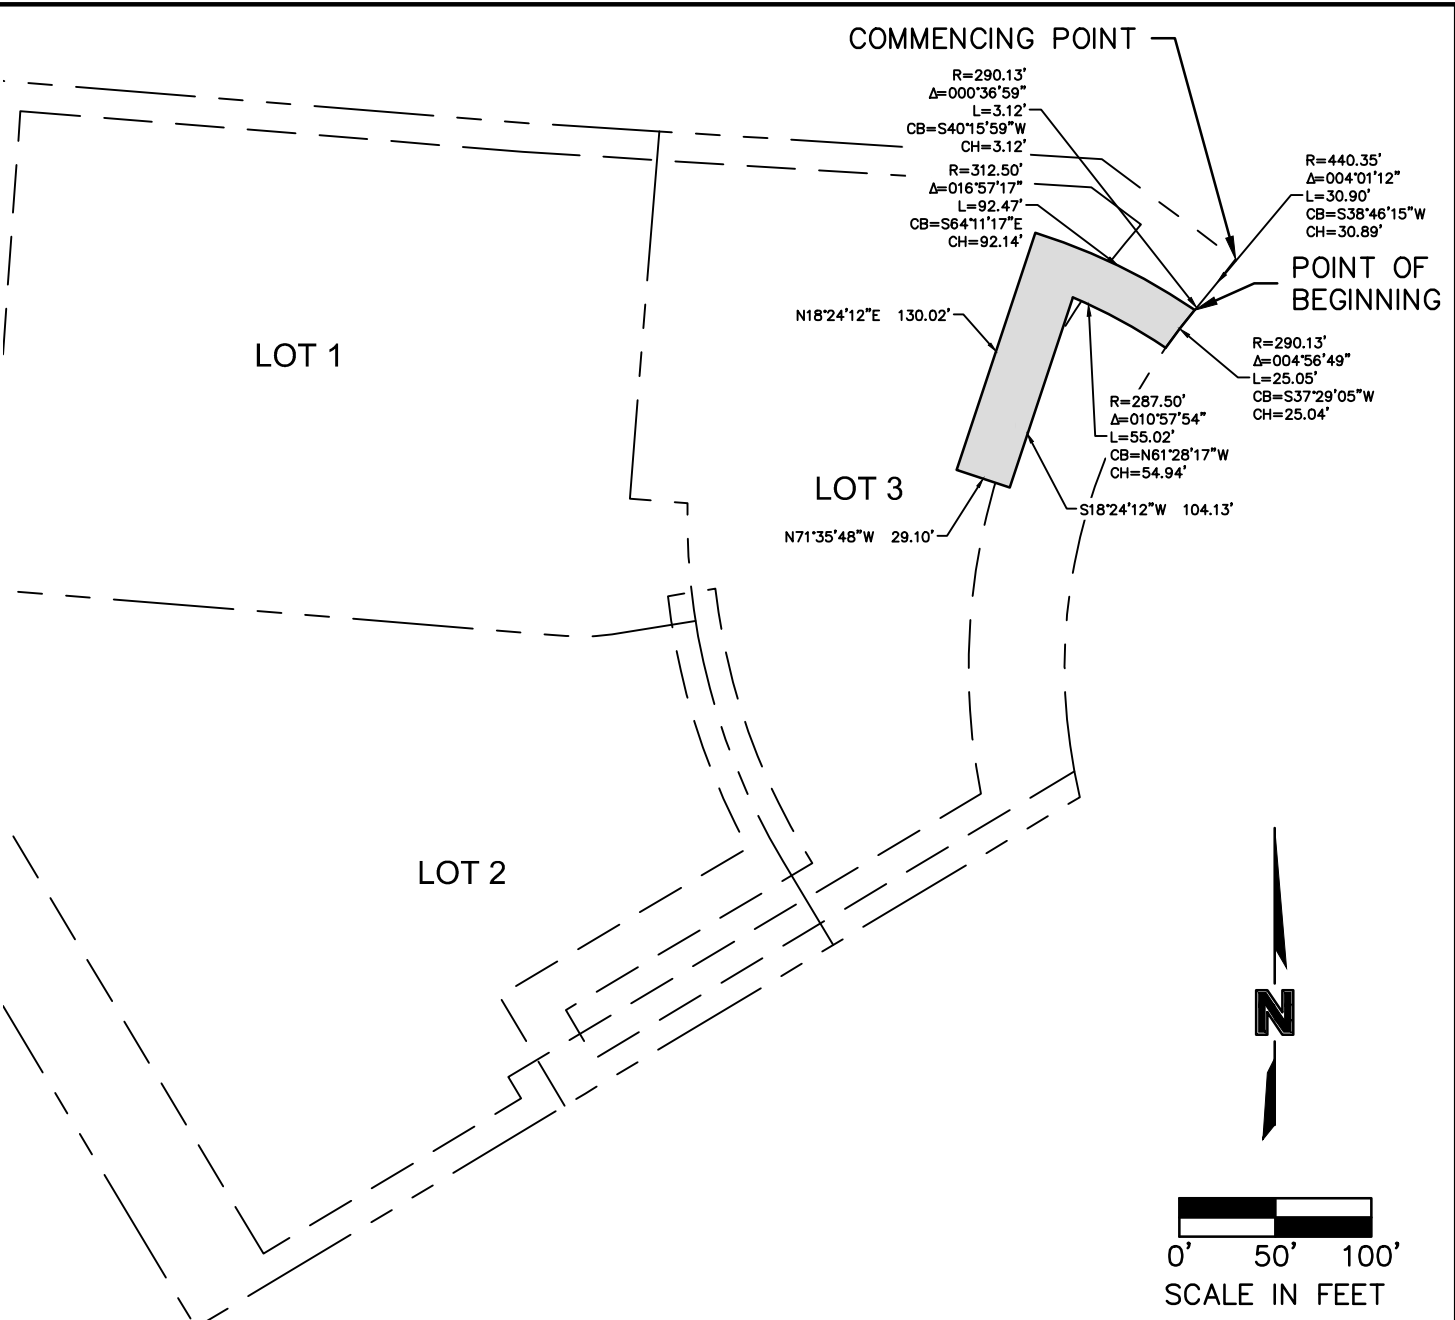 COMMENCING POINT
R=290.13'
Δ=000°36'59"
L=3.12'
CB=S40°15'59"W
CH=3.12'
R=312.50'
Δ=016°57'17"
L=92.47'
CB=S64°11'17"E
CH=92.14'
R=440.35'
Δ=004°01'12"
L=30.90'
CB=S38°46'15"W
CH=30.89'
POINT OF
BEGINNING
N18°24'12"E 130.02'
R=290.13'
Δ=004°56'49"
L=25.05'
CB=S37°29'05"W
CH=25.04'
LOT 1
R=287.50'
Δ=010°57'54"
L=55.02'
CB=N61°28'17"W
CH=54.94'
LOT 3
S18°24'12"W 104.13'
N71°35'48"W 29.10'
LOT 2
N
0' 50' 100'
SCALE IN FEET